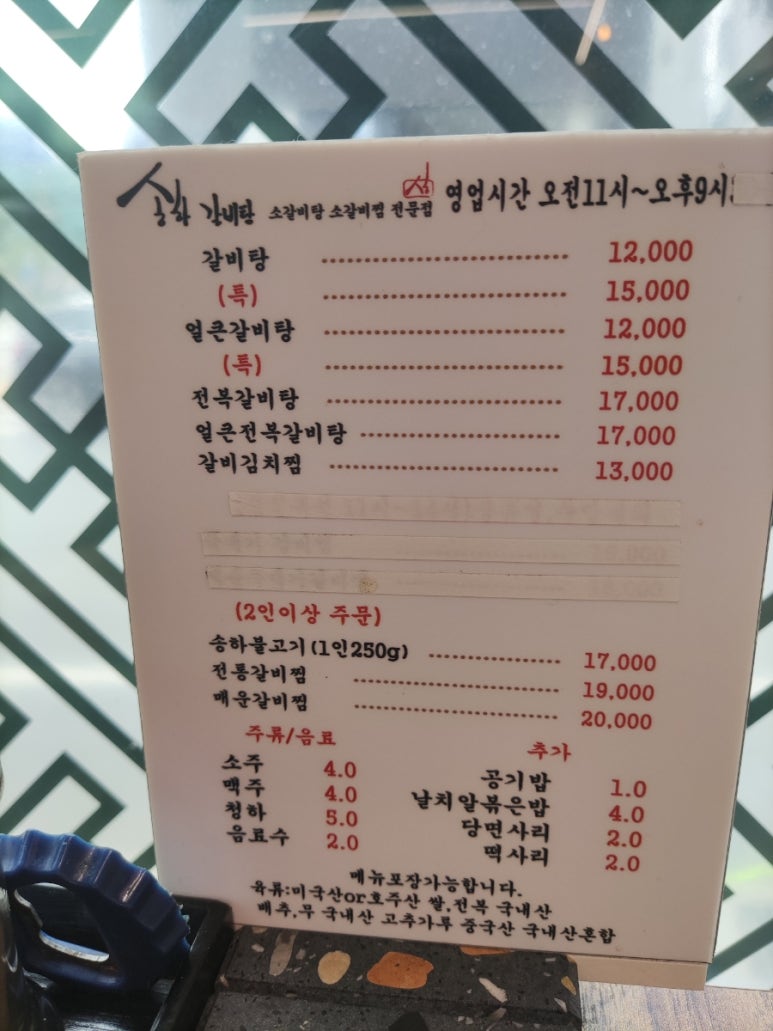 송하 갈비탕 소갈비탕 소갈비찜 전문점 영업시간 오전11시~오후9시
갈비탕 12,000
(특) 15,000
얼큰갈비탕 12,000
(특) 15,000
전복갈비탕 17,000
얼큰전복갈비탕 17,000
갈비김치찜 13,000
(2인이상 주문)
송하불고기(1인250g) 17,000
전통갈비찜 19,000
매운갈비찜 20,000
주류/음료
소주 4.0
맥주 4.0
청하 5.0
음료수 2.0
추가
공기밥 1.0
날치알볶은밥 4.0
당면사리 2.0
떡사리 2.0
메뉴포장가능합니다.
육류:미국산or호주산 쌀,전복 국내산
배추,무 국내산 고추가루 중국산 국내산혼합